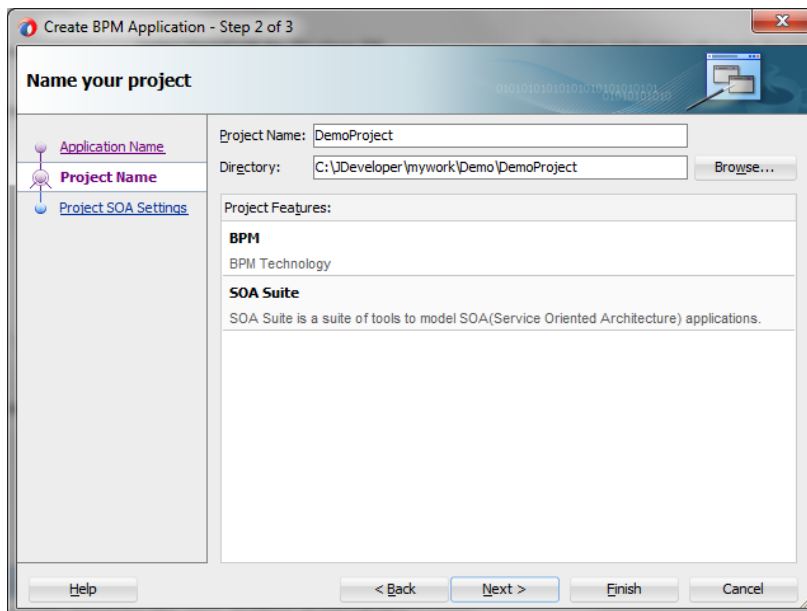 Create BPM Application - Step 2 of 3
Name your project
0101010101010101010101010101
01010101010
Application Name
Project Name
Project SOA Settings
Project Name: DemoProject
Directory: C:\JDeveloper\mywork\Demo\DemoProject Browse...
Project Features:
BPM
BPM Technology
SOA Suite
SOA Suite is a suite of tools to model SOA(Service Oriented Architecture) applications.
Help < Back Next > Finish Cancel